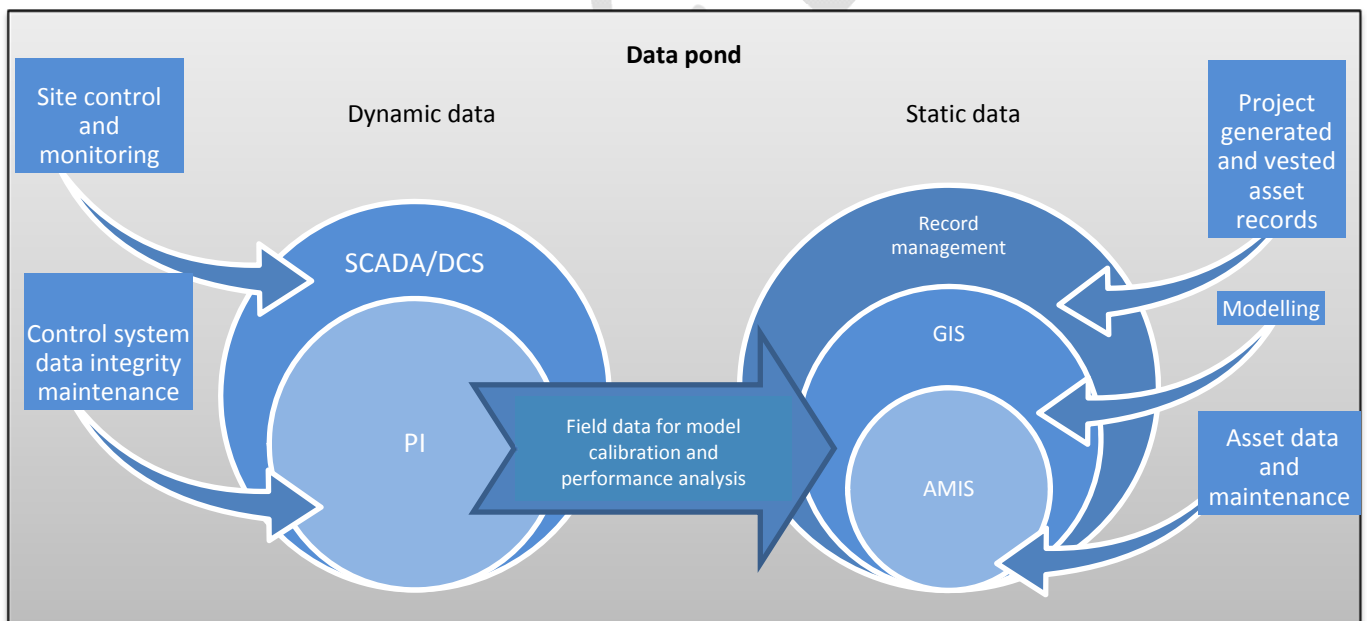 Data pond
Dynamic data
Static data
Site control
and
monitoring
Control system
data integrity
maintenance
SCADA/DCS
PI
Field data for model
calibration and
performance analysis
Record
management
GIS
AMIS
Project
generated
and vested
asset
records
Modelling
Asset data
and
maintenance